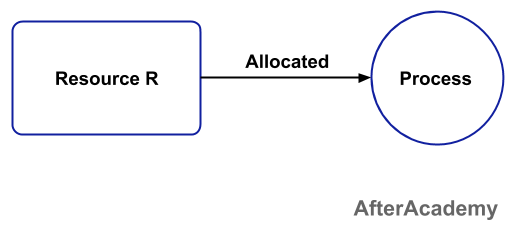 Allocated
Resource R
Process
AfterAcademy